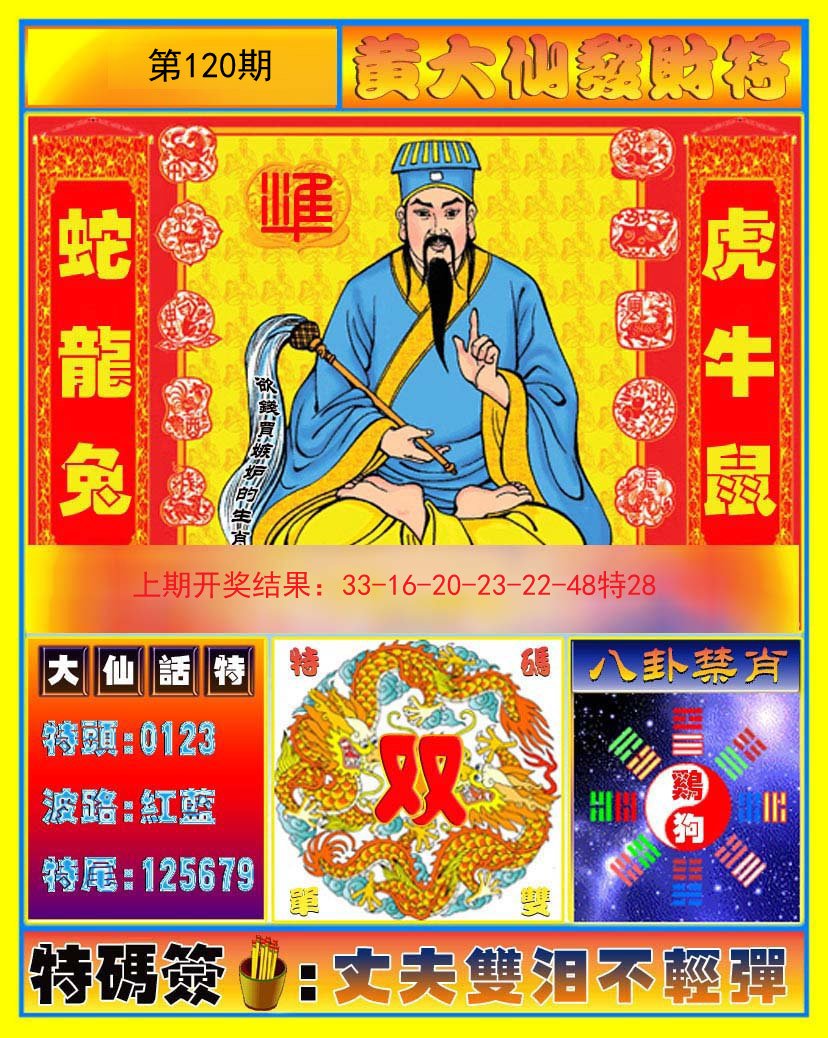 第120期
黃大仙發財符
蛇龍兔
虎牛鼠
欲錢買嫉妒的生肖
上期开奖结果：33-16-20-23-22-48特28
大仙話特
特頭:0123
波路:紅藍
特尾:125679
特碼
双
單雙
八卦禁肖
鷄
狗
特碼簽:丈夫雙泪不輕彈